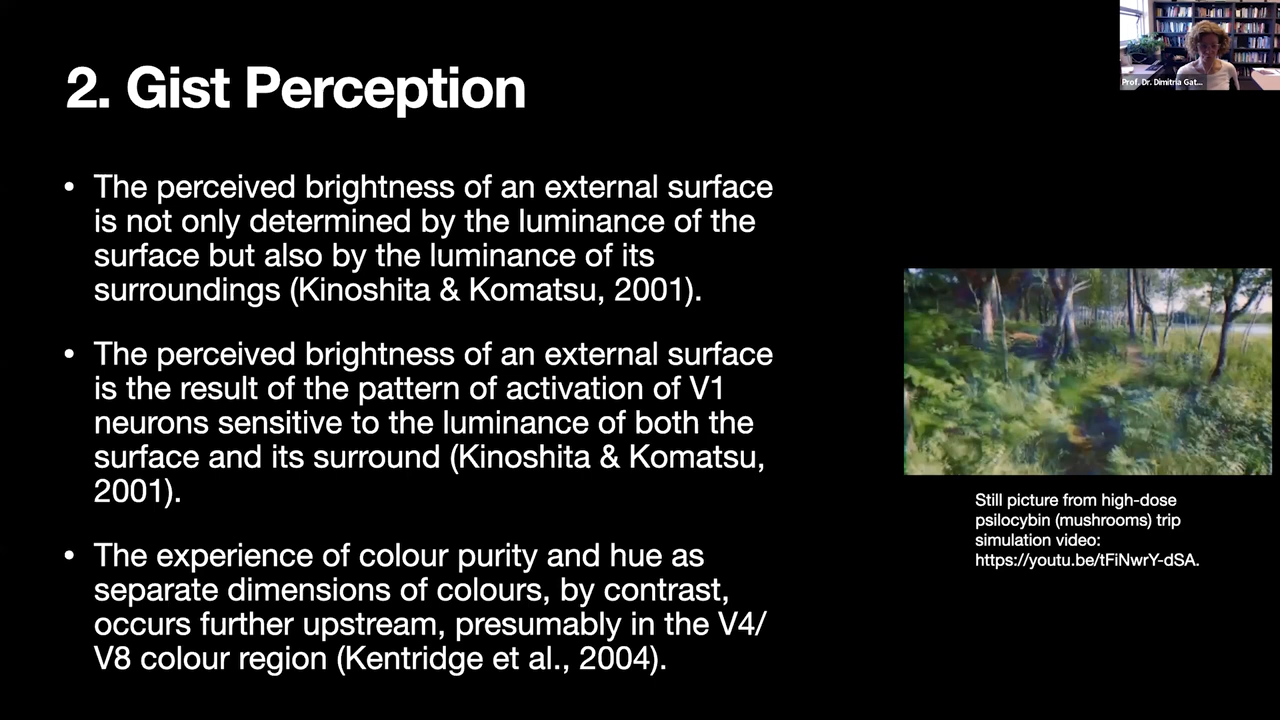 2. Gist Perception
• The perceived brightness of an external surface
is not only determined by the luminance of the
surface but also by the luminance of its
surroundings (Kinoshita & Komatsu, 2001).
• The perceived brightness of an external surface
is the result of the pattern of activation of V1
neurons sensitive to the luminance of both the
surface and its surround (Kinoshita & Komatsu,
2001).
• The experience of colour purity and hue as
separate dimensions of colours, by contrast,
occurs further upstream, presumably in the V4/
V8 colour region (Kentridge et al., 2004).
Still picture from high-dose
psilocybin (mushrooms) trip
simulation video:
https://youtu.be/tFiNwrY-dSA.
Prof. Dr. Dimitria Gat...